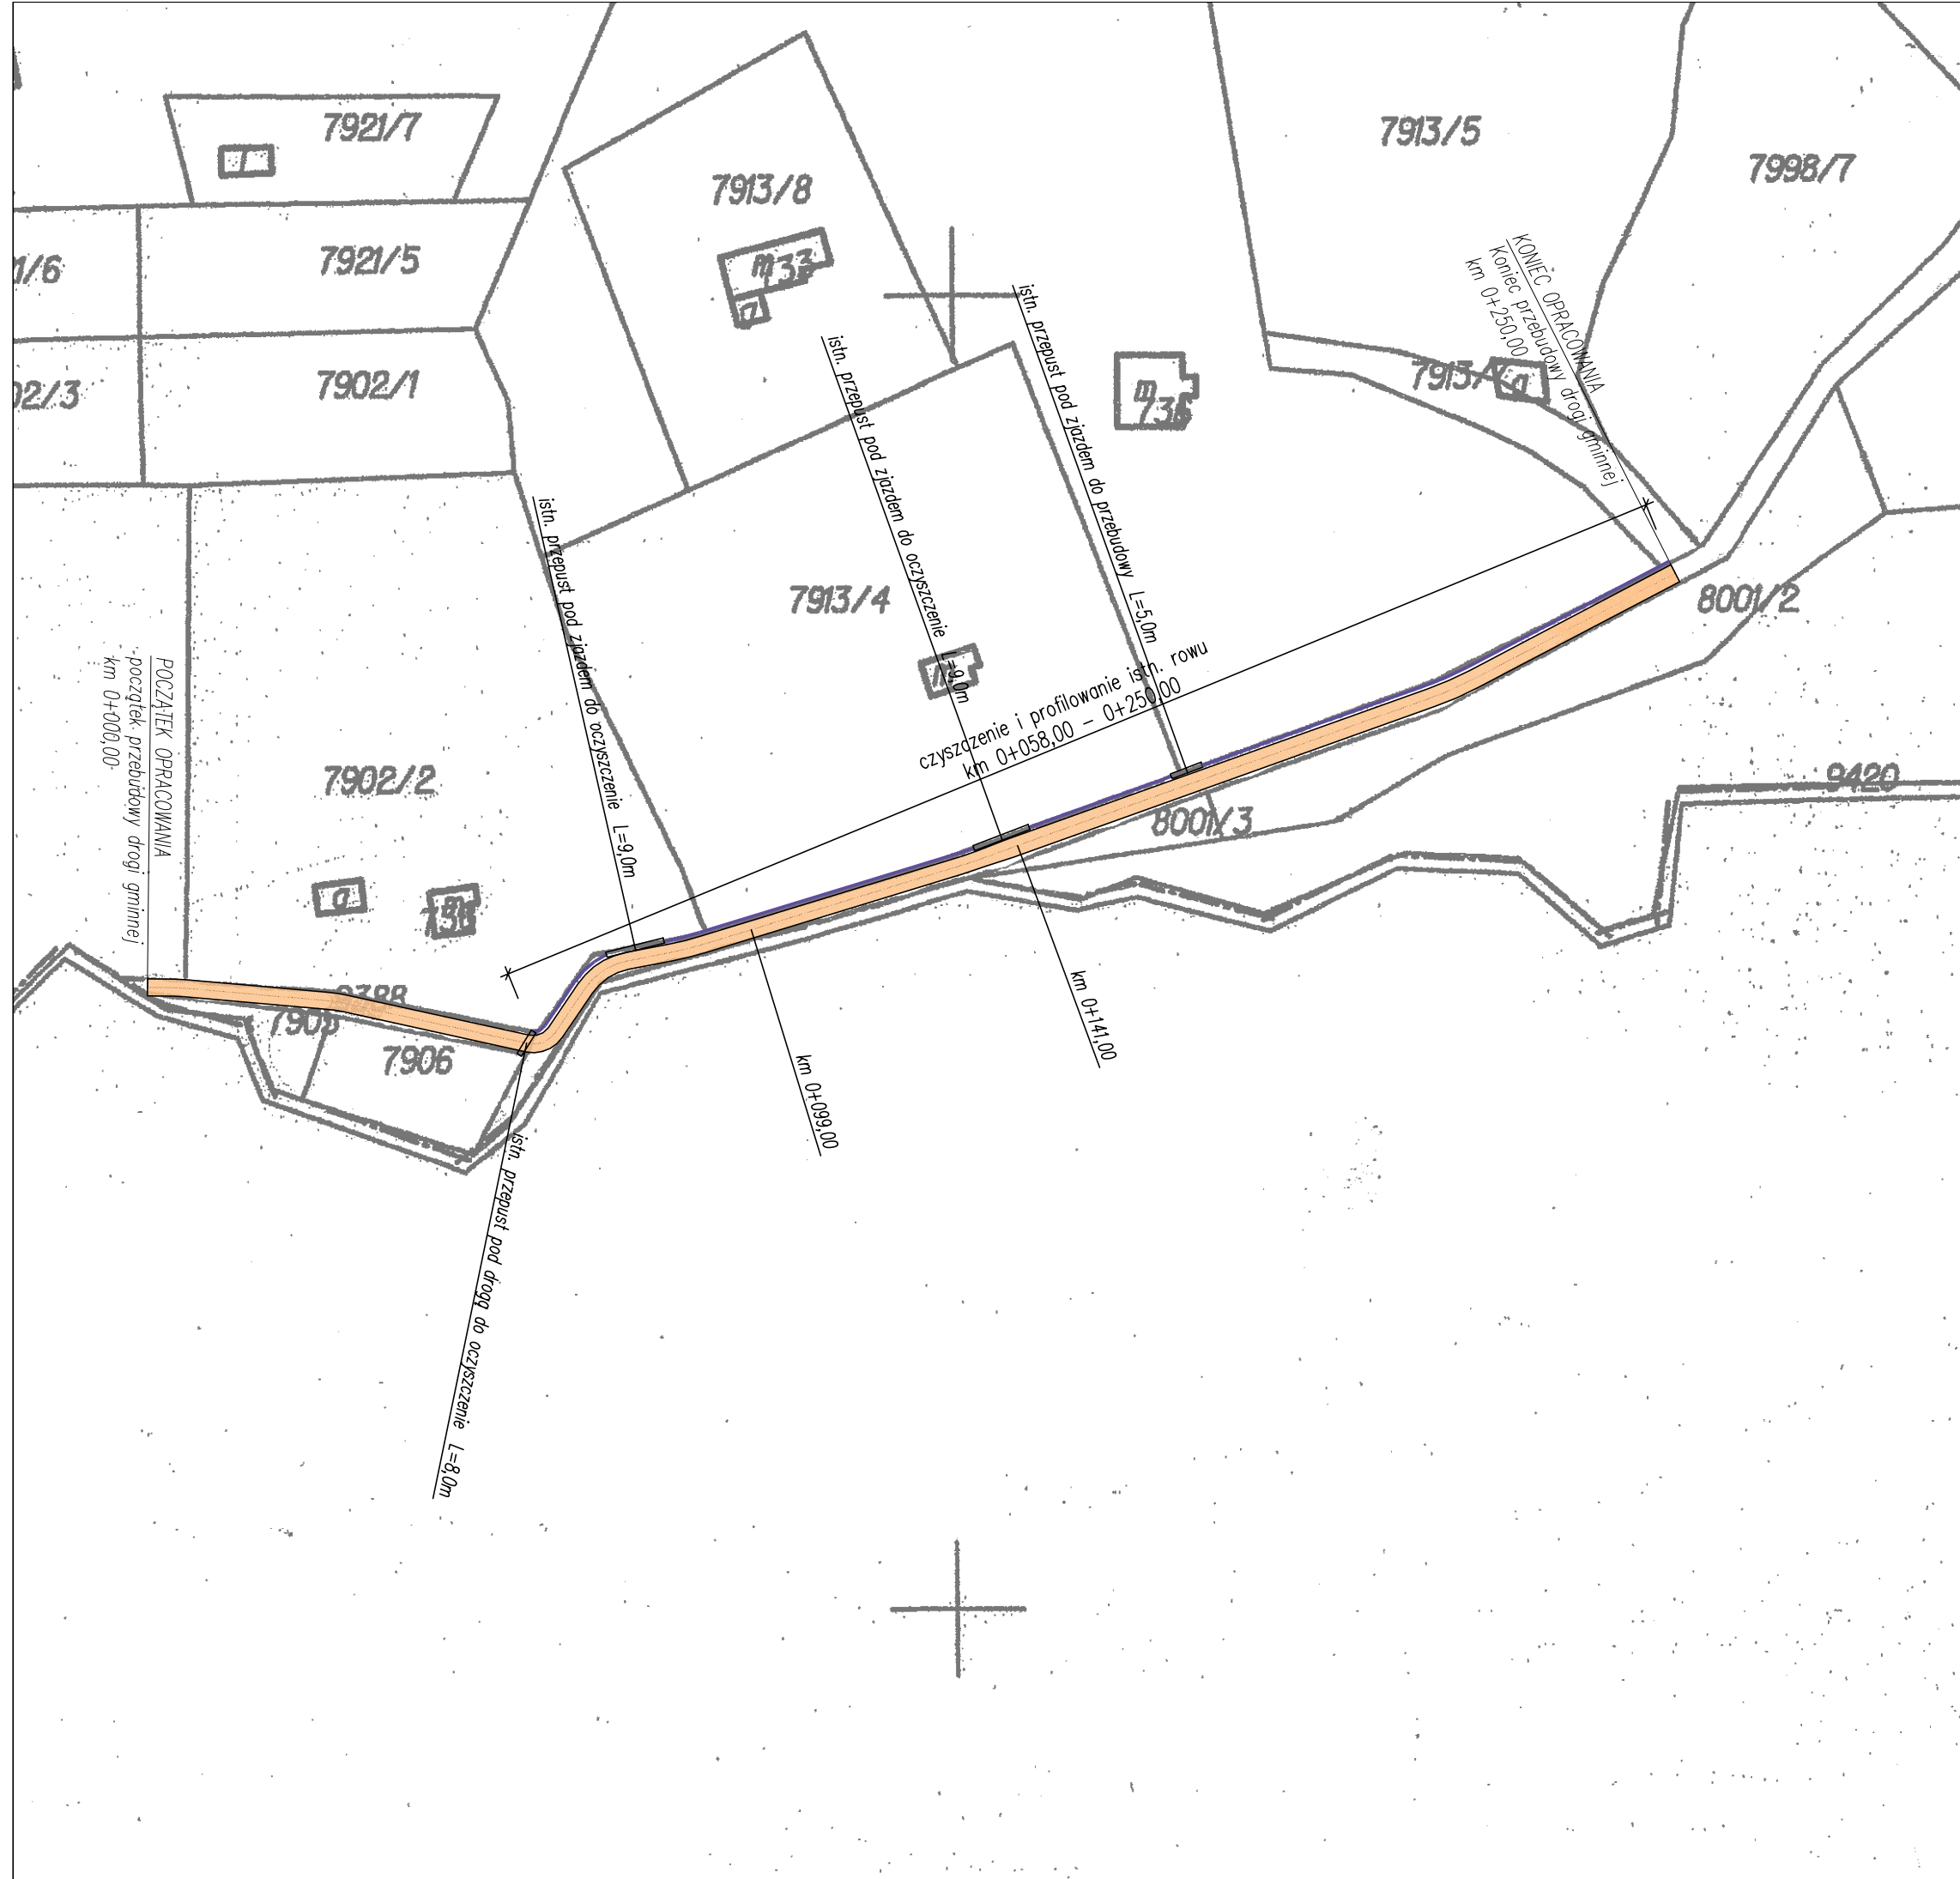 7921/7
7913/8
7913/5
7998/7
7921/5
1/6
7902/1
02/3
m
a
m
a
KONIEC OPRACOWANIA
Koniec przebudowy drogi gminnej
km 0+250,00
istn. przepust pod zjazdem do przebudowy L=5,0m
istn. przepust pod zjazdem do oczyszczenie L=9,0m
istn. przepust pod zjazdem do oczyszczenie L=9,0m
7913/4
8001/2
czyszczenie i profilowanie istn. rowu
km 0+058,00 – 0+250,00
POCZĄTEK OPRACOWANIA
początek przebudowy drogi gminnej
km 0+000,00
7902/2
9420
8001/3
a
7906
km 0+099,00
km 0+141,00
istn. przepust pod drogą do oczyszczenie L=8,0m